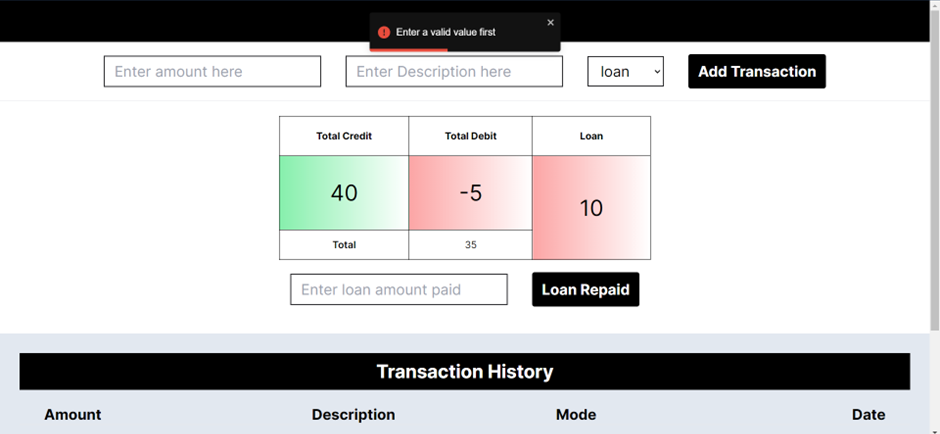 Enter a valid value first
Enter amount here
Enter Description here
loan
Add Transaction
Total Credit Total Debit Loan
40 -5 10
Total 35
Enter loan amount paid
Loan Repaid
Transaction History
Amount Description Mode Date